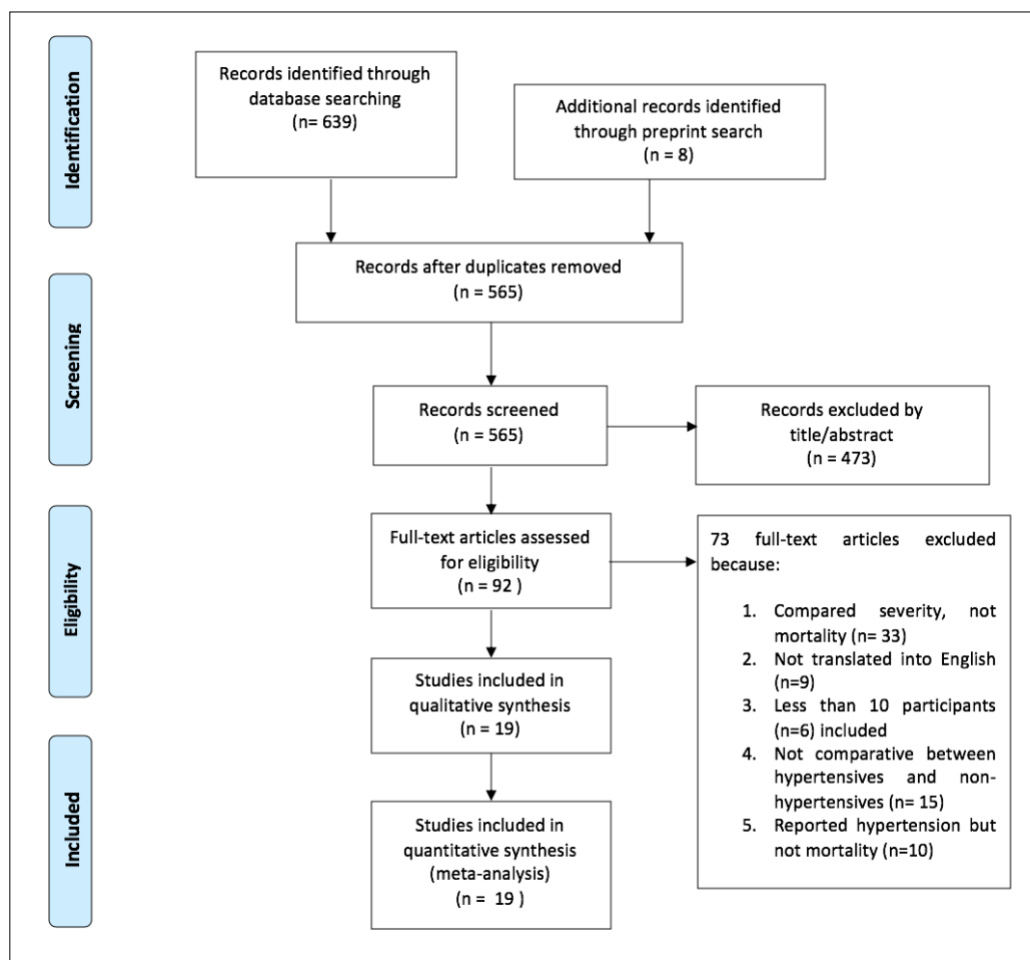 Identification
Records identified through
database searching
(n= 639)
Additional records identified
through preprint search
(n = 8)
Records after duplicates removed
(n = 565)
Screening
Records screened
(n = 565)
Records excluded by
title/abstract
(n = 473)
Eligibility
Full-text articles assessed
for eligibility
(n = 92 )
73 full-text articles excluded
because:
1. Compared severity, not
mortality (n= 33)
2. Not translated into English
(n=9)
3. Less than 10 participants
(n=6) included
4. Not comparative between
hypertensives and non-
hypertensives (n= 15)
5. Reported hypertension but
not mortality (n=10)
Studies included in
qualitative synthesis
(n = 19)
Included
Studies included in
quantitative synthesis
(meta-analysis)
(n = 19 )